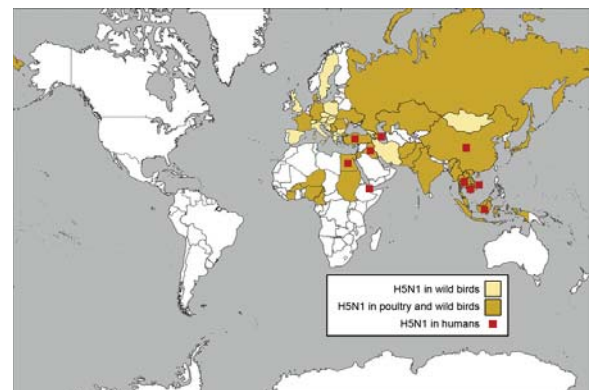 H5N1 in wild birds
H5N1 in poultry and wild birds
H5N1 in humans